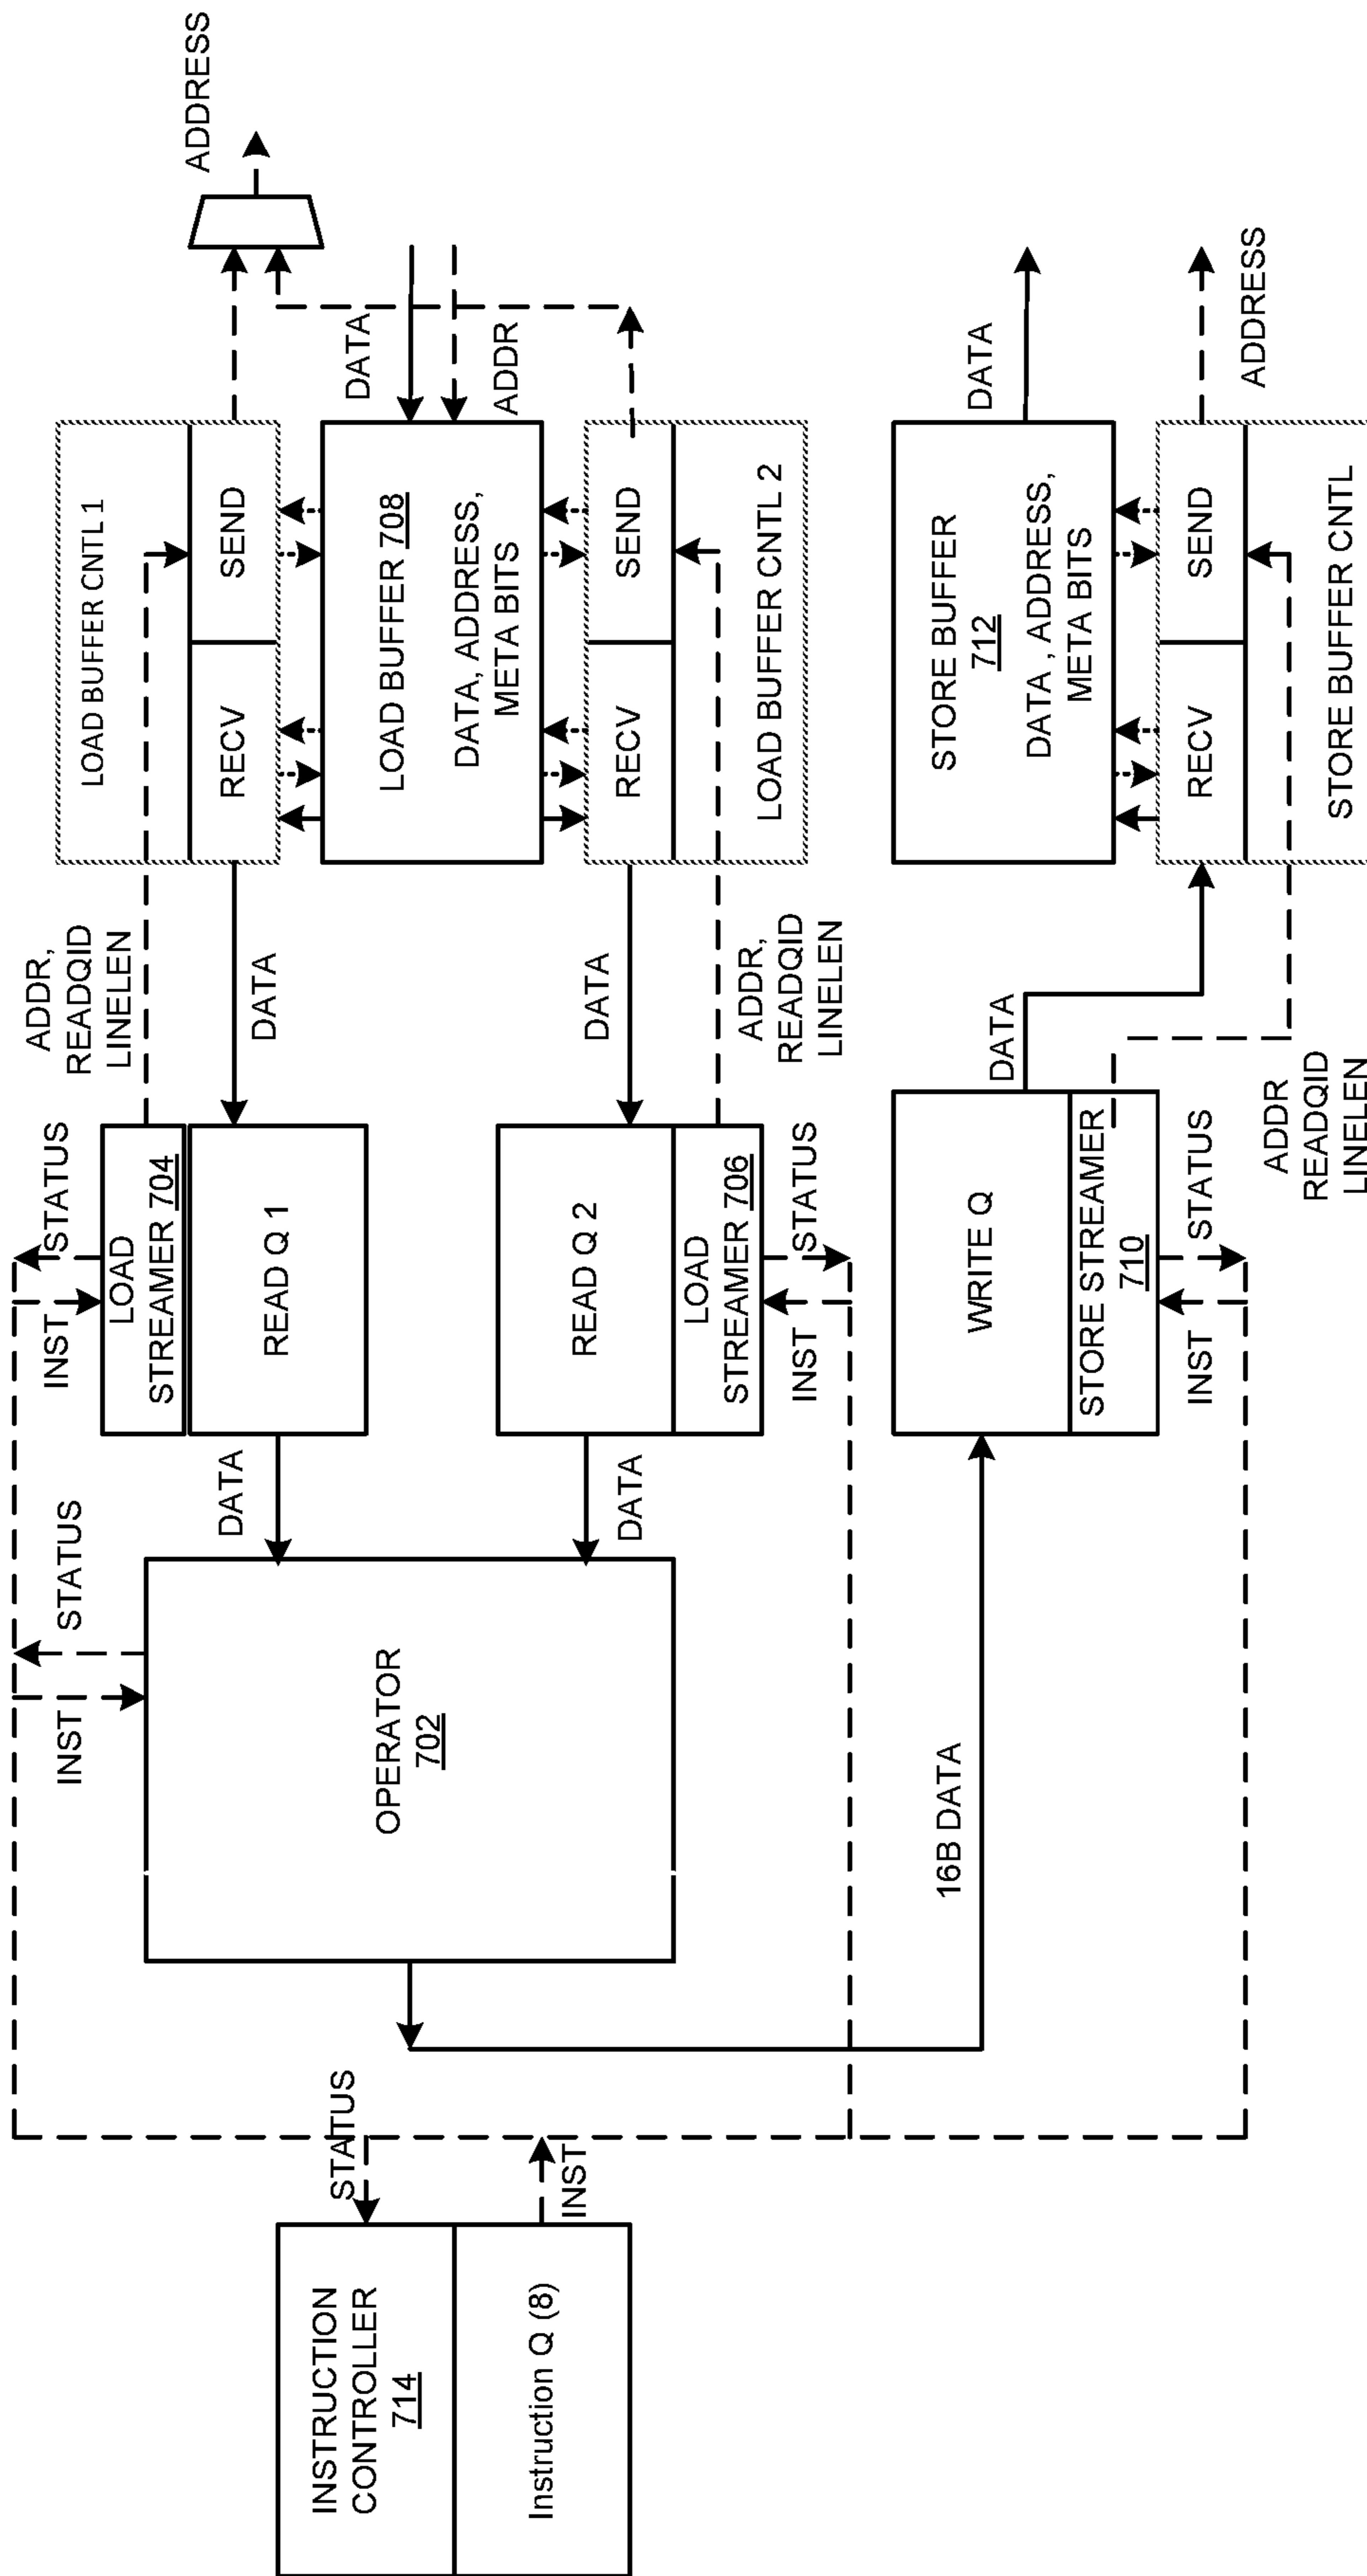 INSTRUCTION
CONTROLLER
714
Instruction Q (8)
STATUS
INST
INST
STATUS
OPERATOR
702
16B DATA
INST
STATUS
LOAD
STREAMER 704
READ Q 1
DATA
READ Q 2
LOAD
STREAMER 706
DATA
INST
STATUS
WRITE Q
STORE STREAMER
710
INST
STATUS
ADDR,
READQID
LINELEN
DATA
DATA
ADDR,
READQID
LINELEN
DATA
ADDR
READQID
LINELEN
LOAD BUFFER CNTL 1
RECV
SEND
LOAD BUFFER 708
DATA, ADDRESS,
META BITS
RECV
SEND
LOAD BUFFER CNTL 2
STORE BUFFER
712
DATA , ADDRESS,
META BITS
RECV
SEND
STORE BUFFER CNTL
ADDRESS
DATA
ADDR
DATA
ADDRESS